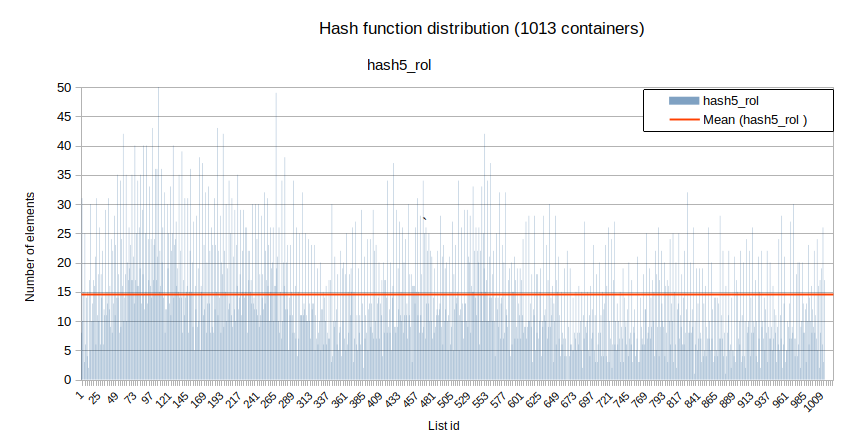 Hash function distribution (1013 containers)
hash5_rol
hash5_rol
Mean (hash5_rol )
50
45
40
35
30
25
20
15
10
5
0
Number of elements
1 25 49 73 97 121 145 169 193 217 241 265 289 313 337 361 385 409 433 457 481 505 529 553 577 601 625 649 673 697 721 745 769 793 817 841 865 889 913 937 961 985 1009
List id